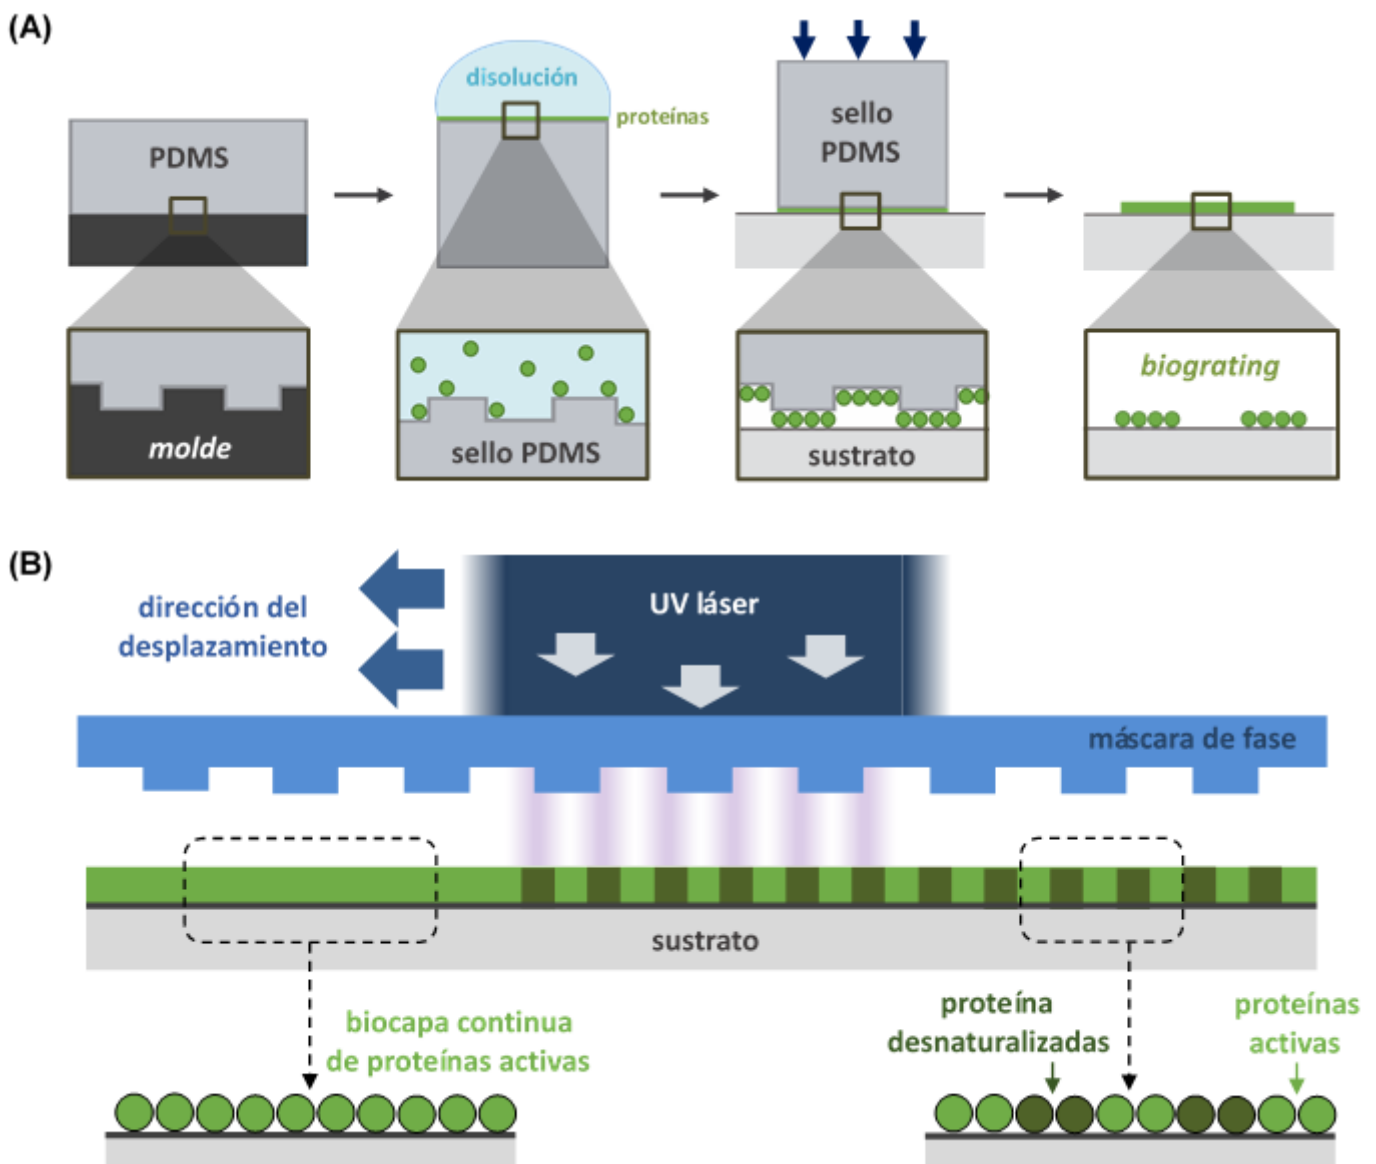 (A)
PDMS
molde
disolución
proteínas
sello PDMS
sello
PDMS
sustrato
biograting
(B)
dirección del
desplazamiento
UV láser
máscara de fase
sustrato
biocapa continua
de proteínas activas
proteína
desnaturalizadas
proteínas
activas